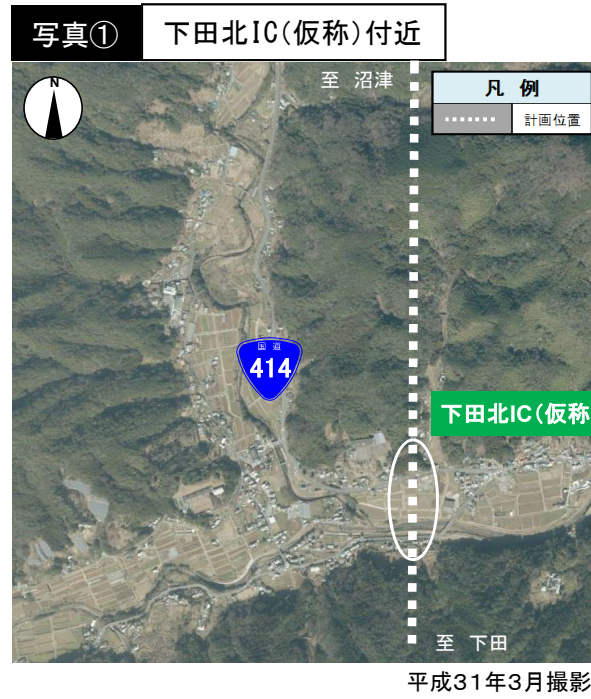 写真①
下田北IC(仮称)付近
N
至 沼津
凡 例
計画位置
国道
414
下田北IC(仮称
至 下田
平成31年3月撮影